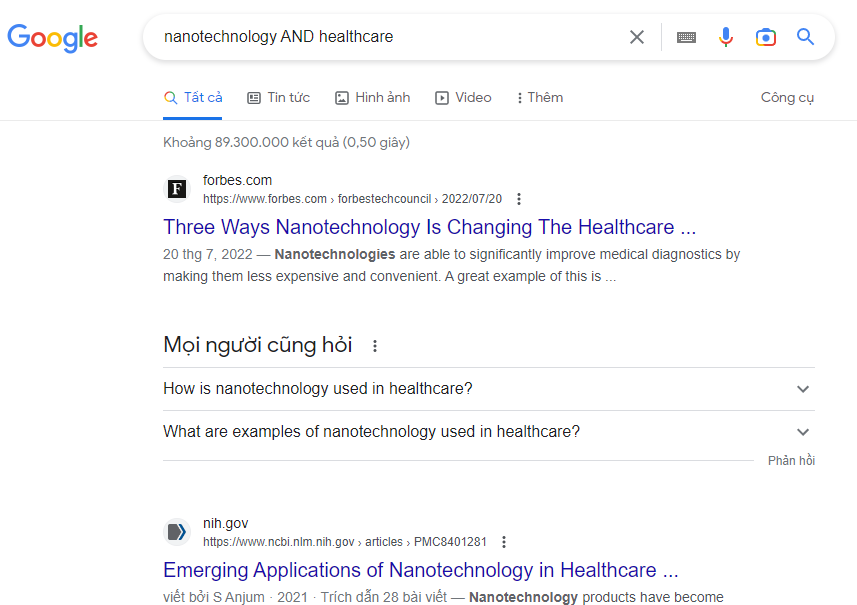 Google
nanotechnology AND healthcare
Tất cả Tin tức Hình ảnh Video Thêm Công cụ
Khoảng 89.300.000 kết quả (0,50 giây)
F
forbes.com
https://www.forbes.com › forbestechcouncil › 2022/07/20
Three Ways Nanotechnology Is Changing The Healthcare ...
20 thg 7, 2022 — Nanotechnologies are able to significantly improve medical diagnostics by
making them less expensive and convenient. A great example of this is ...
Mọi người cũng hỏi
How is nanotechnology used in healthcare?
What are examples of nanotechnology used in healthcare?
Phản hồi
nih.gov
https://www.ncbi.nlm.nih.gov › articles › PMC8401281
Emerging Applications of Nanotechnology in Healthcare ...
viết bởi S Anjum · 2021 · Trích dẫn 28 bài viết — Nanotechnology products have become